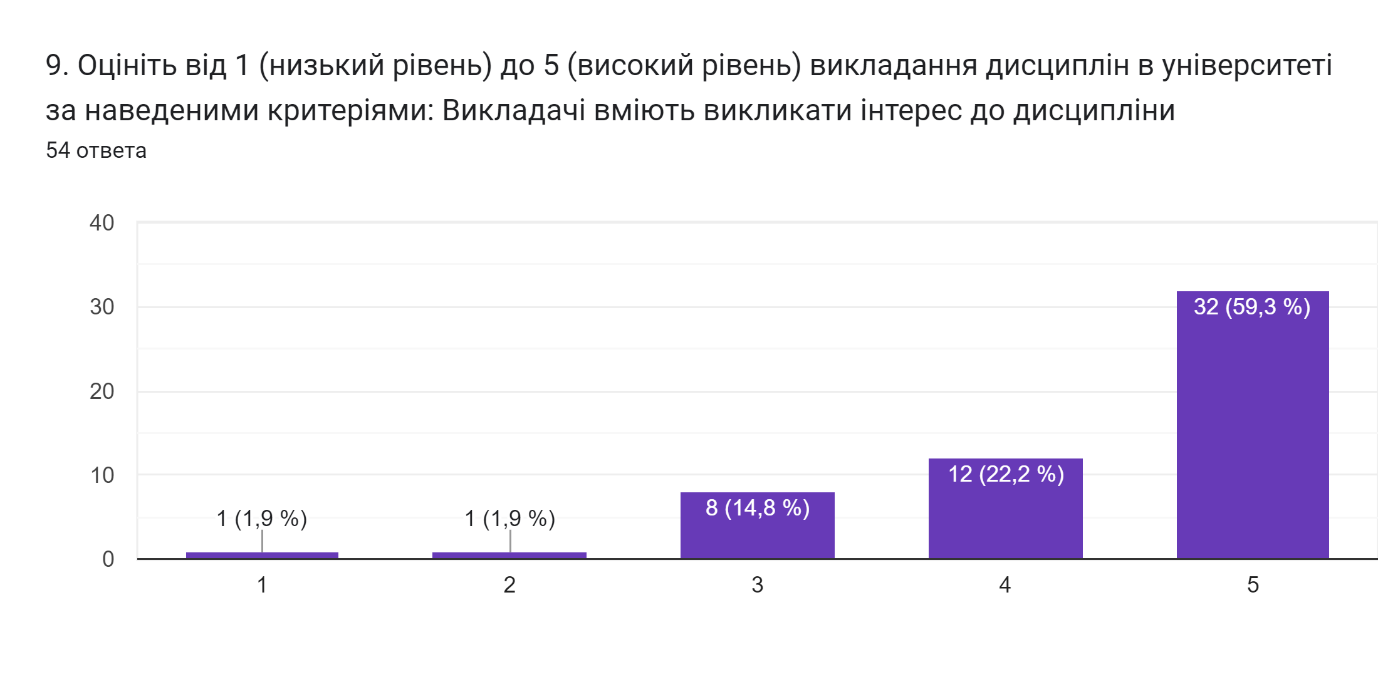 9. Оцініть від 1 (низький рівень) до 5 (високий рівень) викладання дисциплін в університеті
за наведеними критеріями: Викладачі вміють викликати інтерес до дисципліни
54 ответа
40
30
20
10
0
1 (1,9 %)
1 (1,9 %)
8 (14,8 %)
12 (22,2 %)
32 (59,3 %)
1
2
3
4
5